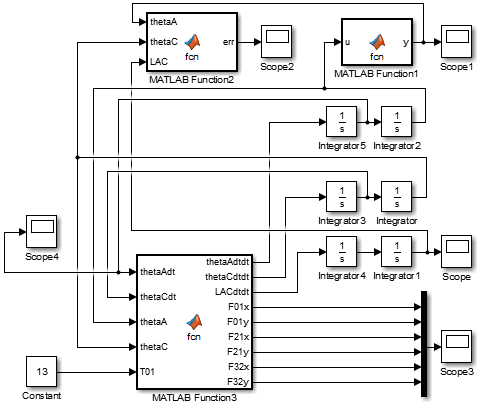 thetaA
thetaC
LAC
fcn
err
MATLAB Function2
Scope2
u
fcn
y
MATLAB Function1
Scope1
1
s
Integrator5
1
s
Integrator2
1
s
Integrator3
1
s
Integrator
1
s
Integrator4
1
s
Integrator1
Scope
Scope4
thetaAdt
thetaCdt
thetaA
thetaC
T01
fcn
thetaAdtdt
thetaCdtdt
LACdtdt
F01x
F01y
F21x
F21y
F32x
F32y
MATLAB Function3
13
Constant
Scope3